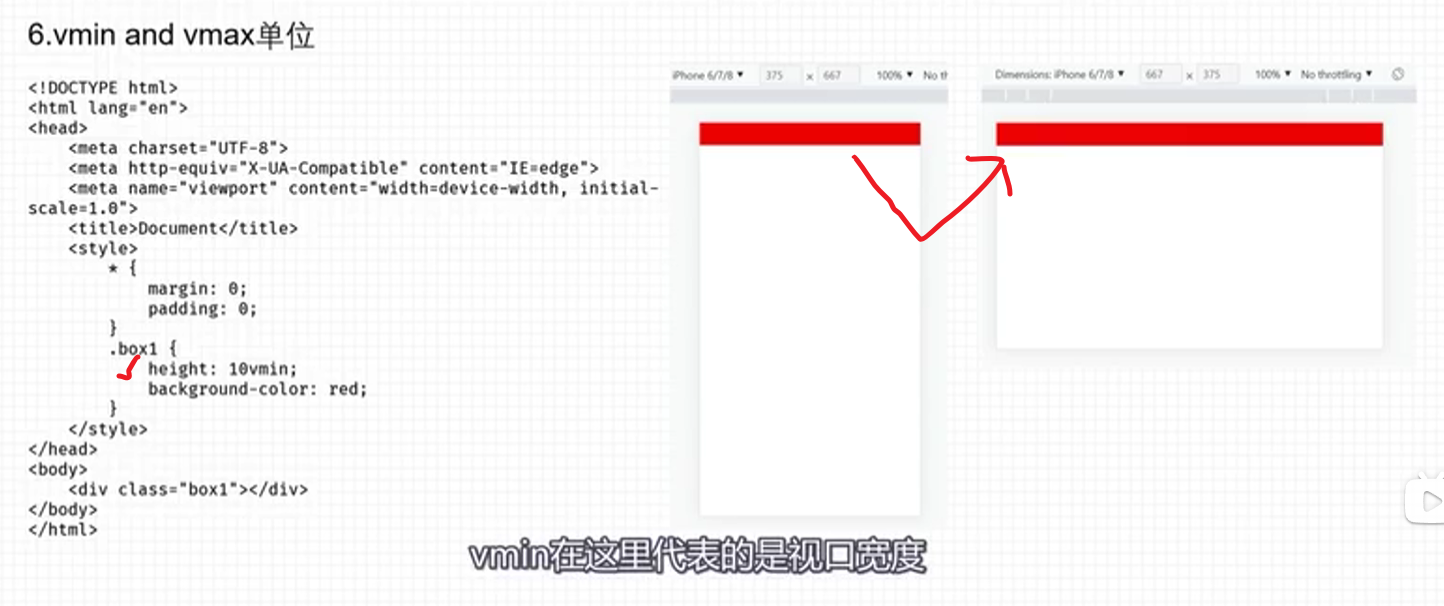 6.vmin and vmax单位
<!DOCTYPE html>
<html lang="en">
<head>
<meta charset="UTF-8">
<meta http-equiv="X-UA-Compatible" content="IE=edge">
<meta name="viewport" content="width=device-width, initial-
scale=1.0">
<title>Document</title>
<style>
* {
margin: 0;
padding: 0;
}
.box1 {
height: 10vmin;
background-color: red;
}
</style>
</head>
<body>
<div class="box1"></div>
</body>
</html>
iPhone 6/7/8 ▼ 375 x 667 100% ▼ No th
Dimensions: iPhone 6/7/8 ▼ 667 x 375 100% ▼ No throttling ▼
vmin在这里代表的是视口宽度